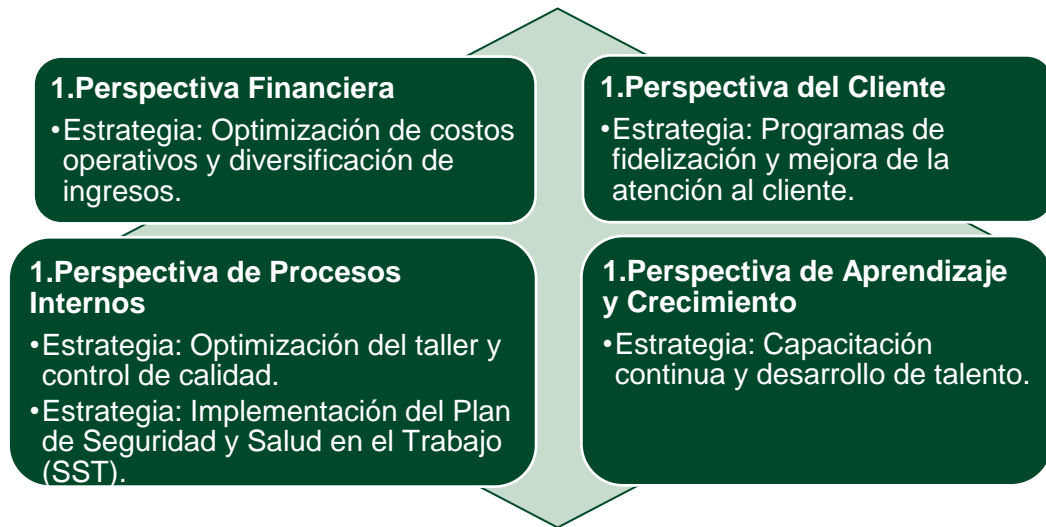 1.Perspectiva Financiera
•Estrategia: Optimización de costos
operativos y diversificación de
ingresos.
1.Perspectiva del Cliente
•Estrategia: Programas de
fidelización y mejora de la
atención al cliente.
1.Perspectiva de Procesos
Internos
•Estrategia: Optimización del taller y
control de calidad.
•Estrategia: Implementación del Plan
de Seguridad y Salud en el Trabajo
(SST).
1.Perspectiva de Aprendizaje
y Crecimiento
•Estrategia: Capacitación
continua y desarrollo de talento.